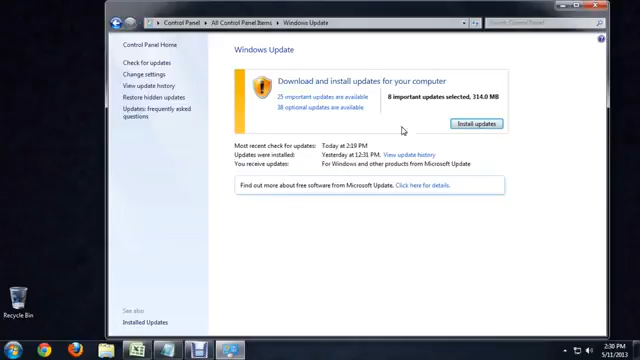 Control Panel ▸ All Control Panel Items ▸ Windows Update
Search Control Panel
Control Panel Home
Windows Update
Check for updates
Change settings
View update history
Restore hidden updates
Updates: frequently asked
questions
Download and install updates for your computer
25 important updates are available
8 important updates selected, 314.0 MB
38 optional updates are available
Install updates
Most recent check for updates: Today at 2:19 PM
Updates were installed: Yesterday at 12:31 PM. View update history
You receive updates: For Windows and other products from Microsoft Update
Find out more about free software from Microsoft Update. Click here for details.
See also
Installed Updates
Recycle Bin
2:30 PM
5/11/2013